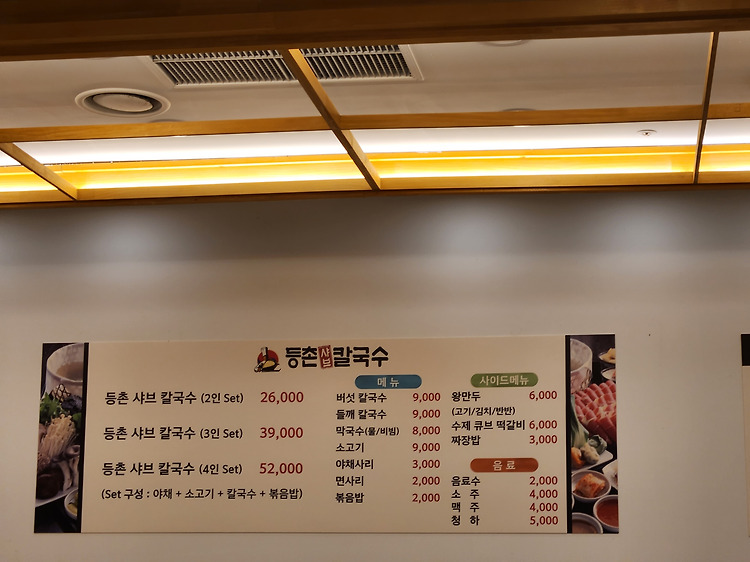 등촌샤브칼국수
등촌 샤브 칼국수 (2인 Set) 26,000
등촌 샤브 칼국수 (3인 Set) 39,000
등촌 샤브 칼국수 (4인 Set) 52,000
(Set 구성 : 야채 + 소고기 + 칼국수 + 볶음밥)
메 뉴
버섯 칼국수 9,000
들깨 칼국수 9,000
막국수(물/비빔) 8,000
소고기 9,000
야채사리 3,000
면사리 2,000
볶음밥 2,000
사이드메뉴
왕만두 6,000
(고기/김치/반반)
수제 큐브 떡갈비 6,000
짜장밥 3,000
음 료
음료수 2,000
소 주 4,000
맥 주 4,000
청 하 5,000